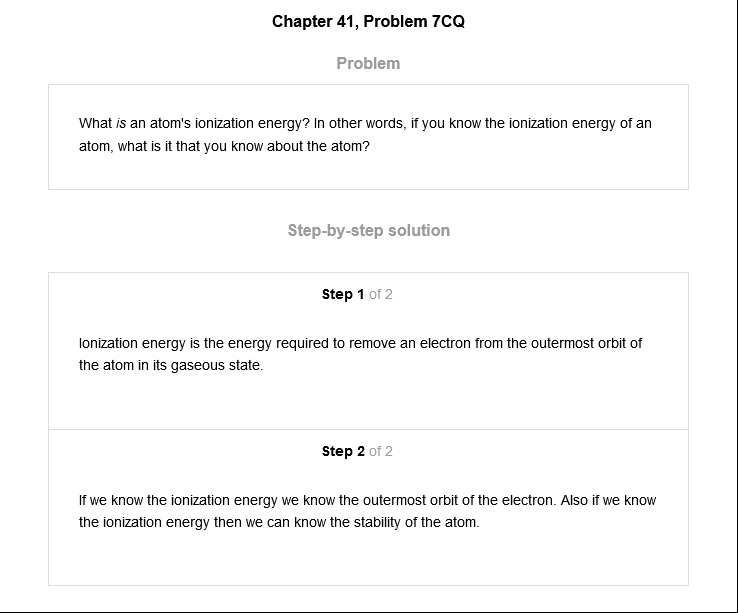 Chapter 41, Problem 7CQ
Problem
What is an atom's ionization energy? In other words, if you know the ionization energy of an
atom, what is it that you know about the atom?
Step-by-step solution
Step 1 of 2
Ionization energy is the energy required to remove an electron from the outermost orbit of
the atom in its gaseous state.
Step 2 of 2
If we know the ionization energy we know the outermost orbit of the electron. Also if we know
the ionization energy then we can know the stability of the atom.